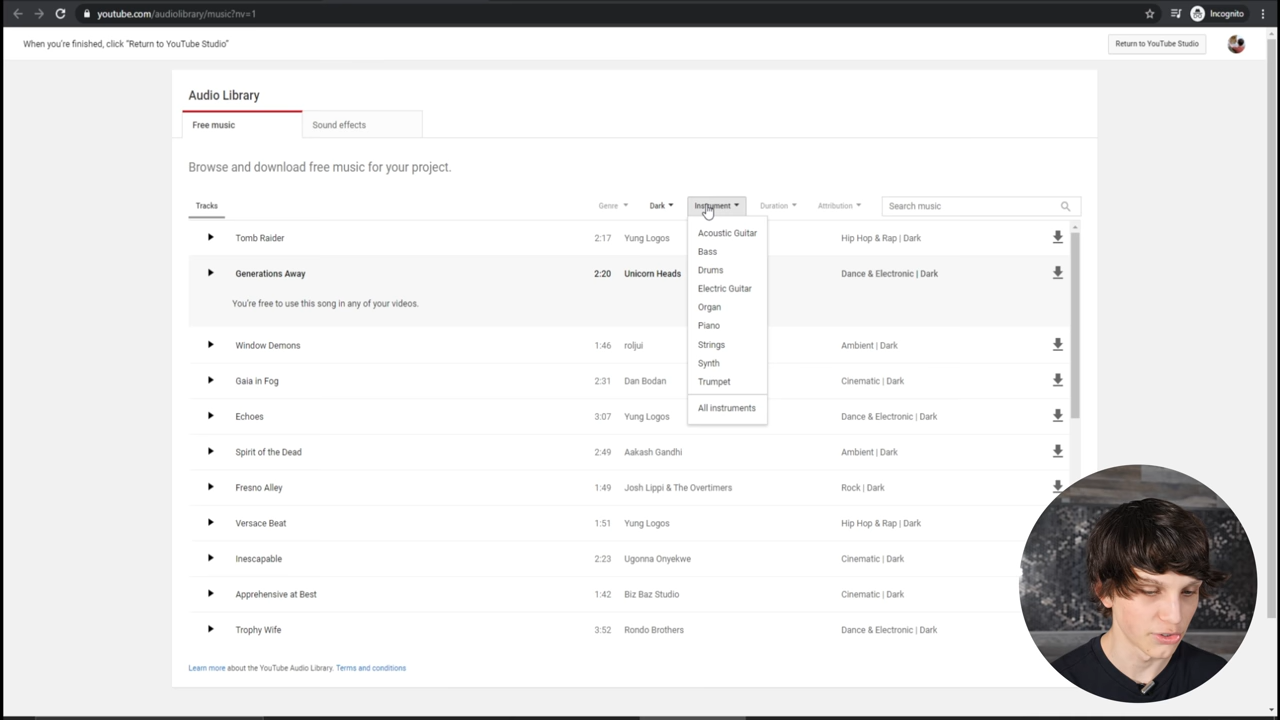 youtube.com/audiolibrary/music?nv=1
Incognito
When you're finished, click "Return to YouTube Studio"
Return to YouTube Studio
Audio Library
Free music
Sound effects
Browse and download free music for your project.
Tracks
Genre
Dark
Instrument
Duration
Attribution
Search music
Acoustic Guitar
Bass
Drums
Electric Guitar
Organ
Piano
Strings
Synth
Trumpet
All instruments
Tomb Raider 2:17 Yung Logos Hip Hop & Rap | Dark
Generations Away 2:20 Unicorn Heads Dance & Electronic | Dark
You're free to use this song in any of your videos.
Window Demons 1:46 roljui Ambient | Dark
Gaia in Fog 2:31 Dan Bodan Cinematic | Dark
Echoes 3:07 Yung Logos Dance & Electronic | Dark
Spirit of the Dead 2:49 Aakash Gandhi Ambient | Dark
Fresno Alley 1:49 Josh Lippi & The Overtimers Rock | Dark
Versace Beat 1:51 Yung Logos Hip Hop & Rap | Dark
Inescapable 2:23 Ugonna Onyekwe Cinematic | Dark
Apprehensive at Best 1:42 Biz Baz Studio Cinematic | Dark
Trophy Wife 3:52 Rondo Brothers Dance & Electronic | Dark
Learn more about the YouTube Audio Library. Terms and conditions